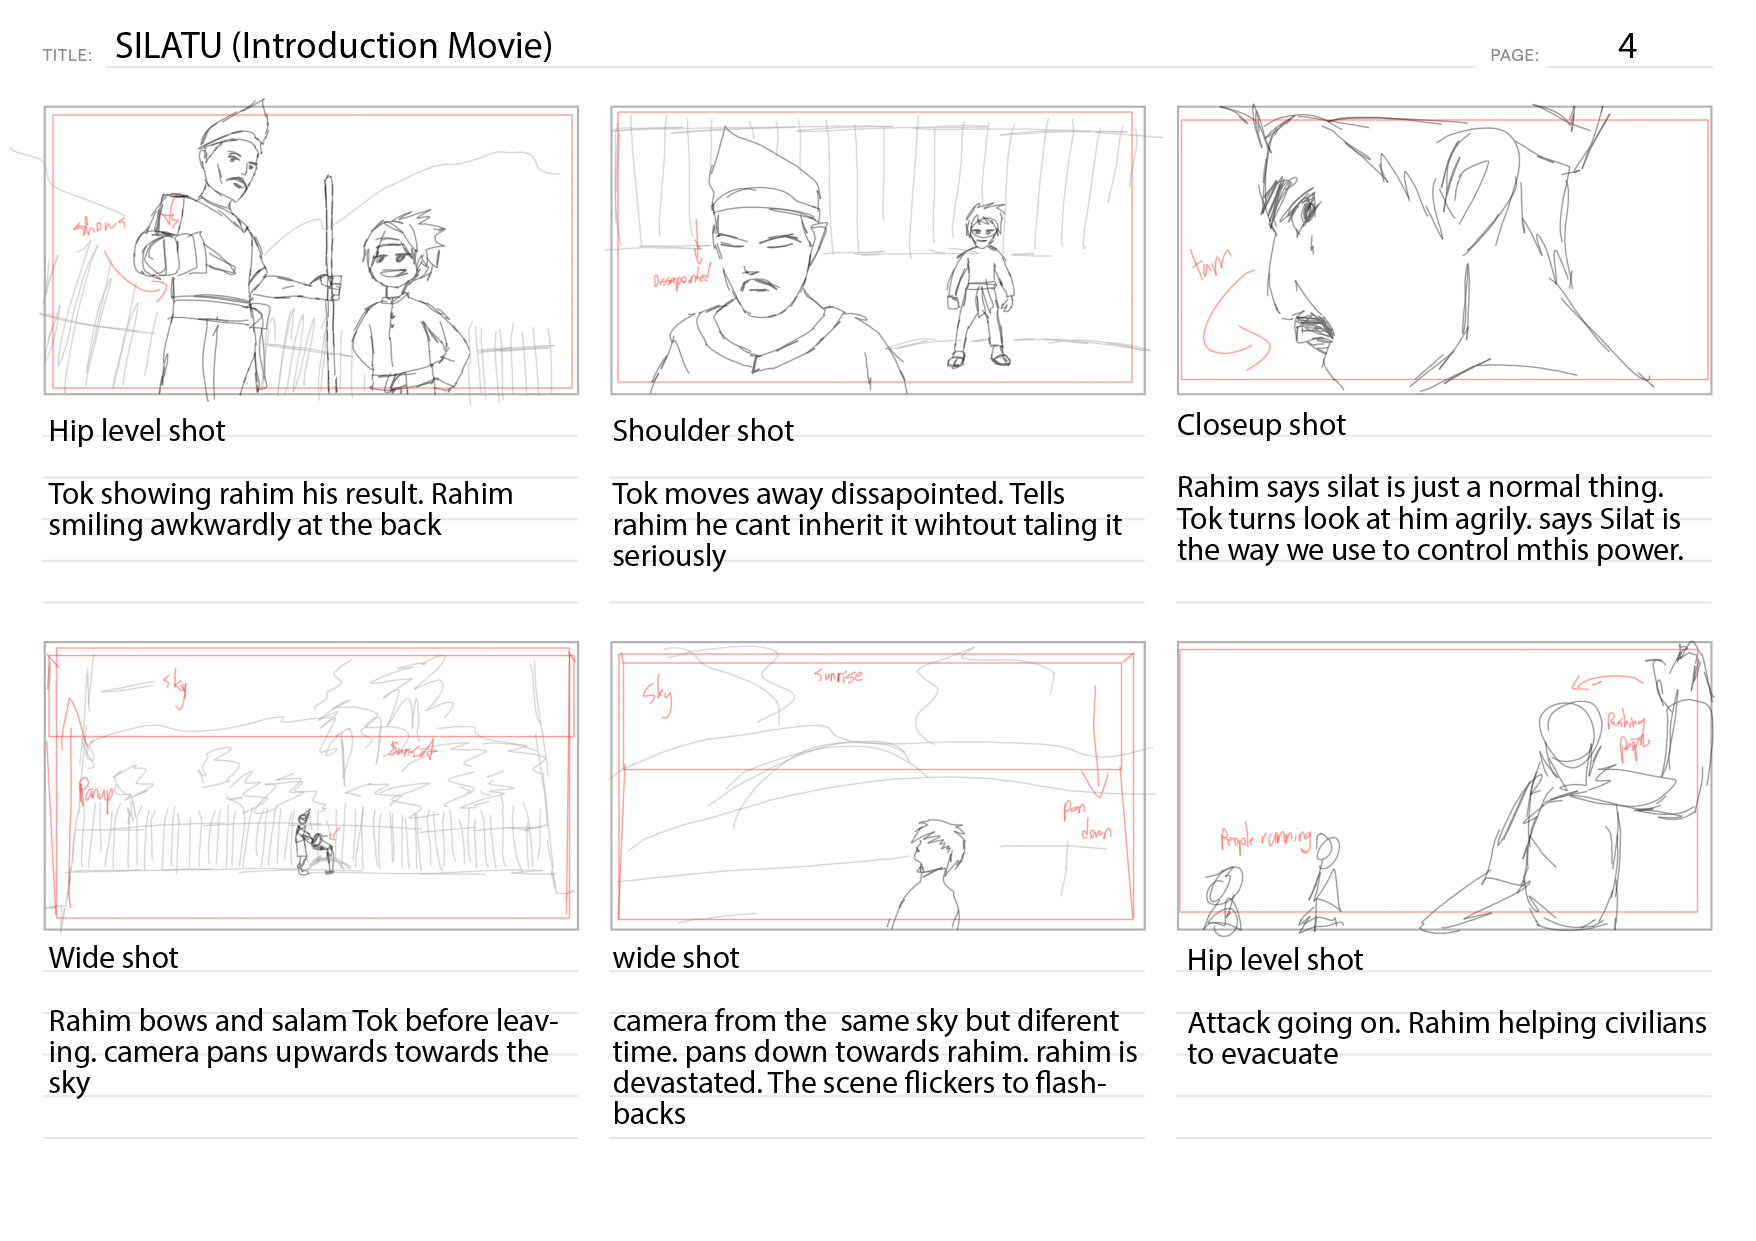 TITLE: SILATU (Introduction Movie) PAGE: 4
shows
Dissapointed
turn
Hip level shot
Tok showing rahim his result. Rahim
smiling awkwardly at the back
Shoulder shot
Tok moves away dissapointed. Tells
rahim he cant inherit it wihtout taling it
seriously
Closeup shot
Rahim says silat is just a normal thing.
Tok turns look at him agrily. says Silat is
the way we use to control mthis power.
sky
Sunset
Panup
Sky
sunrise
pan
down
Pushing
people
People running
Wide shot
Rahim bows and salam Tok before leav-
ing. camera pans upwards towards the
sky
wide shot
camera from the  same sky but diferent
time. pans down towards rahim. rahim is
devastated. The scene flickers to flash-
backs
Hip level shot
Attack going on. Rahim helping civilians
to evacuate